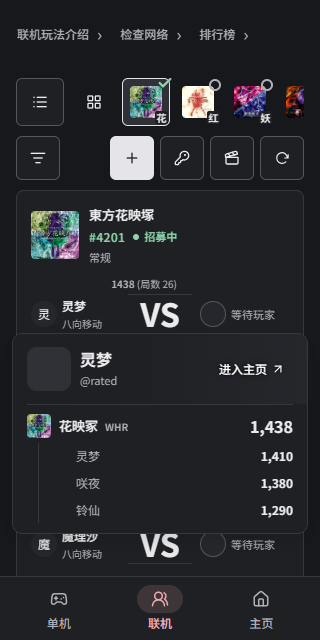 联机玩法介绍 › 检查网络 › 排行榜 ›
花 红 妖
東方花映塚
#4201 • 招募中
常规
1438 (局数 26)
灵 灵梦 VS 等待玩家
八向移动
灵梦 进入主页
@rated
花映冢 WHR 1,438
灵梦 1,410
咲夜 1,380
铃仙 1,290
魔 魔理沙 VS 等待玩家
八向移动
单机 联机 主页